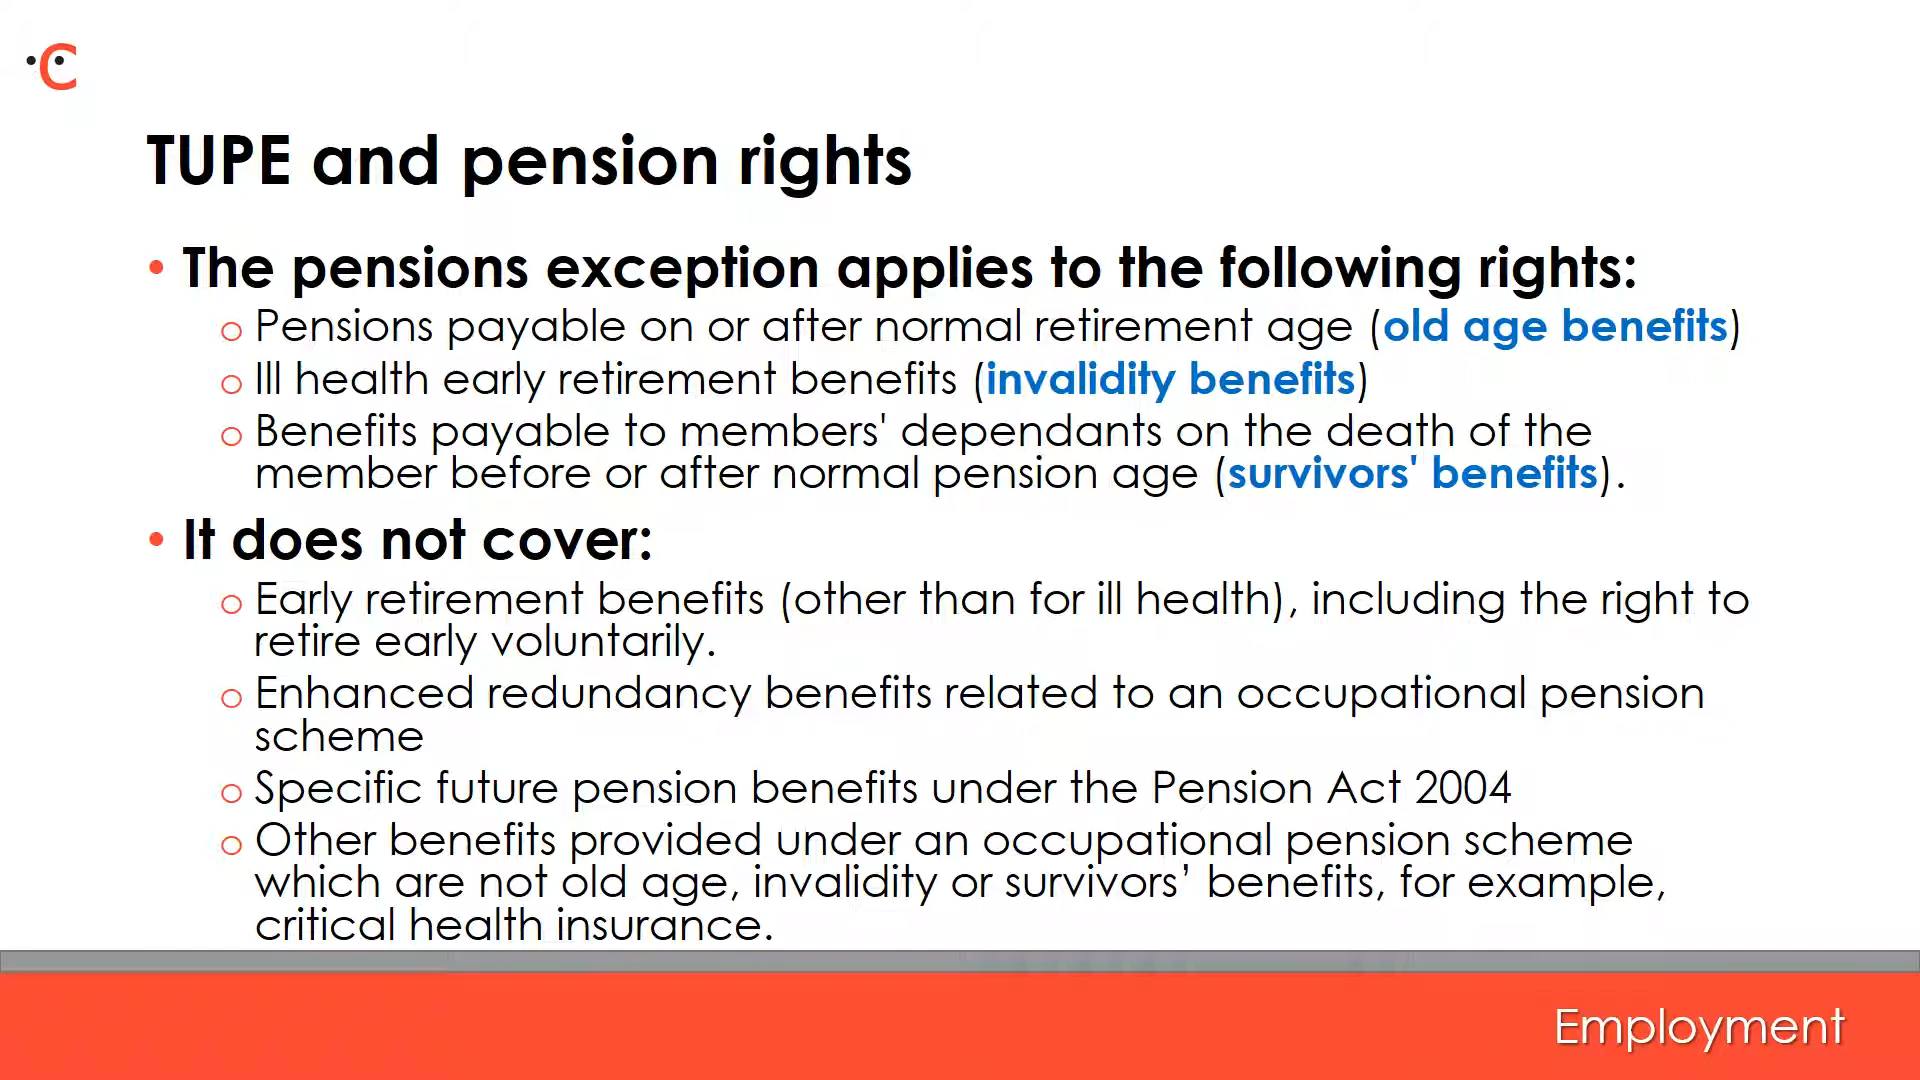 C
TUPE and pension rights
• The pensions exception applies to the following rights:
o Pensions payable on or after normal retirement age (old age benefits)
o Ill health early retirement benefits (invalidity benefits)
o Benefits payable to members' dependants on the death of the
member before or after normal pension age (survivors' benefits).
• It does not cover:
o Early retirement benefits (other than for ill health), including the right to
retire early voluntarily.
o Enhanced redundancy benefits related to an occupational pension
scheme
o Specific future pension benefits under the Pension Act 2004
o Other benefits provided under an occupational pension scheme
which are not old age, invalidity or survivors’ benefits, for example,
critical health insurance.
Employment